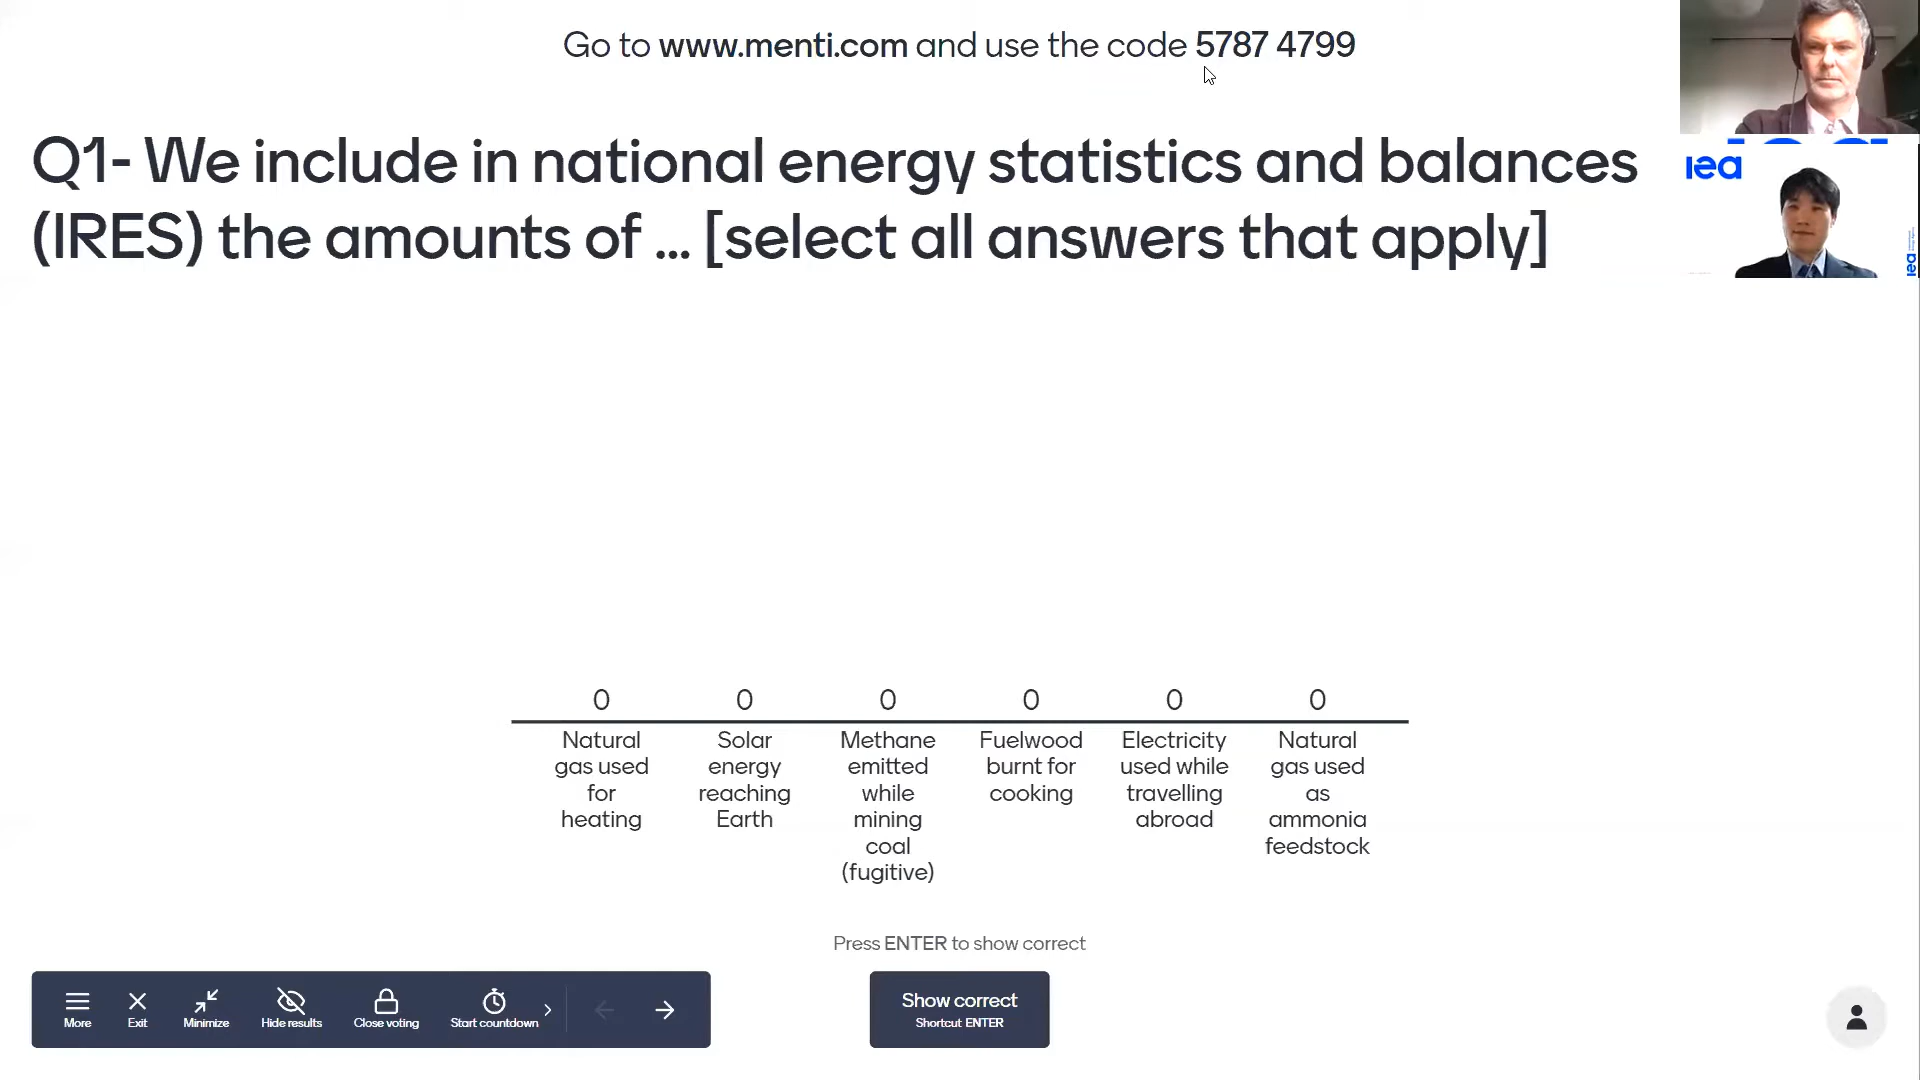 Go to www.menti.com and use the code 5787 4799
Q1- We include in national energy statistics and balances
(IRES) the amounts of ... [select all answers that apply]
iea
iea
0 0 0 0 0 0
Natural
gas used
for
heating
Solar
energy
reaching
Earth
Methane
emitted
while
mining
coal
(fugitive)
Fuelwood
burnt for
cooking
Electricity
used while
travelling
abroad
Natural
gas used
as
ammonia
feedstock
Press ENTER to show correct
More
Exit
Minimize
Hide results
Close voting
Start countdown
Show correct
Shortcut ENTER